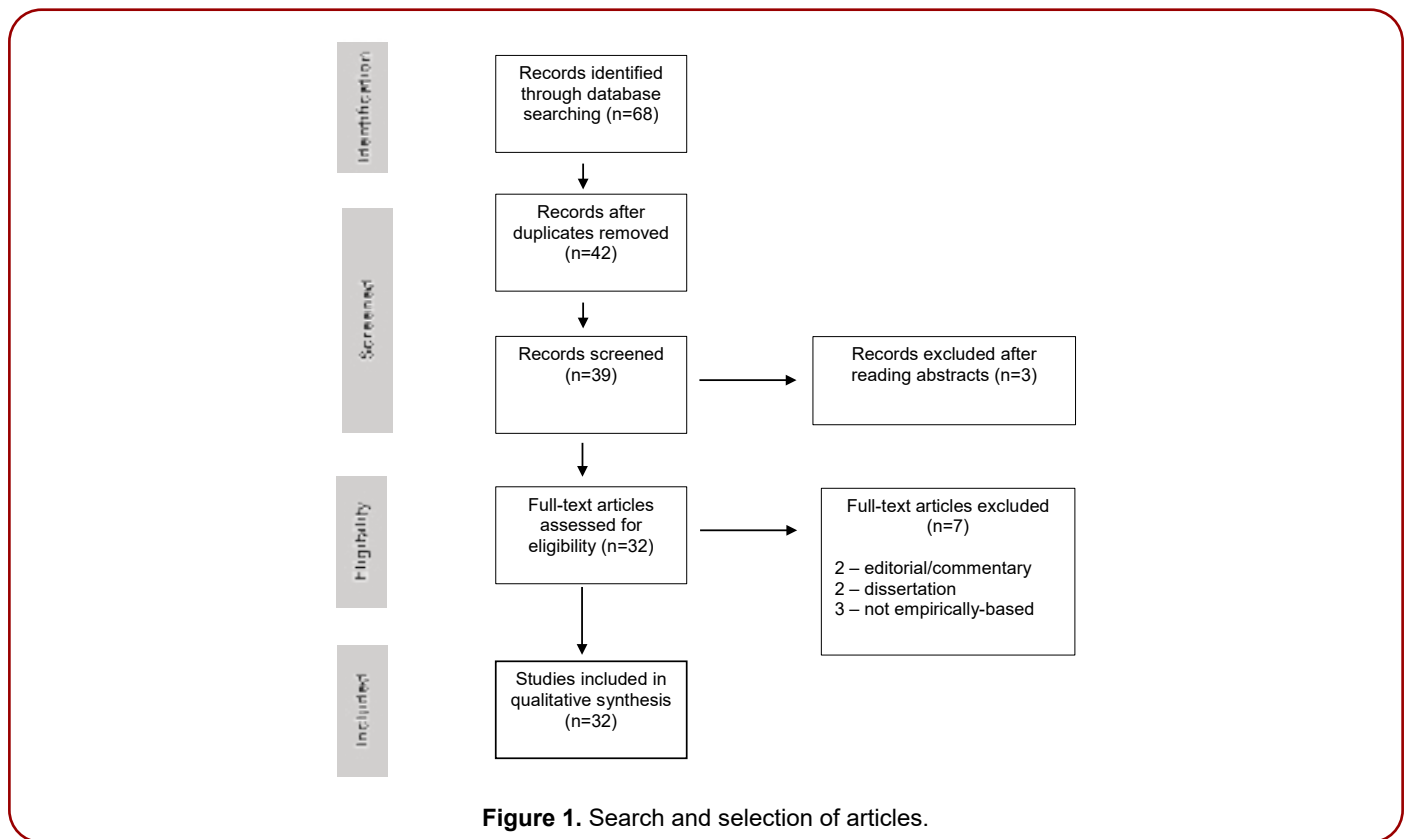 Identification
Records identified
through database
searching (n=68)
Screened
Records after
duplicates removed
(n=42)
Records screened
(n=39)
Records excluded after
reading abstracts (n=3)
Eligibility
Full-text articles
assessed for
eligibility (n=32)
Full-text articles excluded
(n=7)
2 – editorial/commentary
2 – dissertation
3 – not empirically-based
Included
Studies included in
qualitative synthesis
(n=32)
Figure 1. Search and selection of articles.